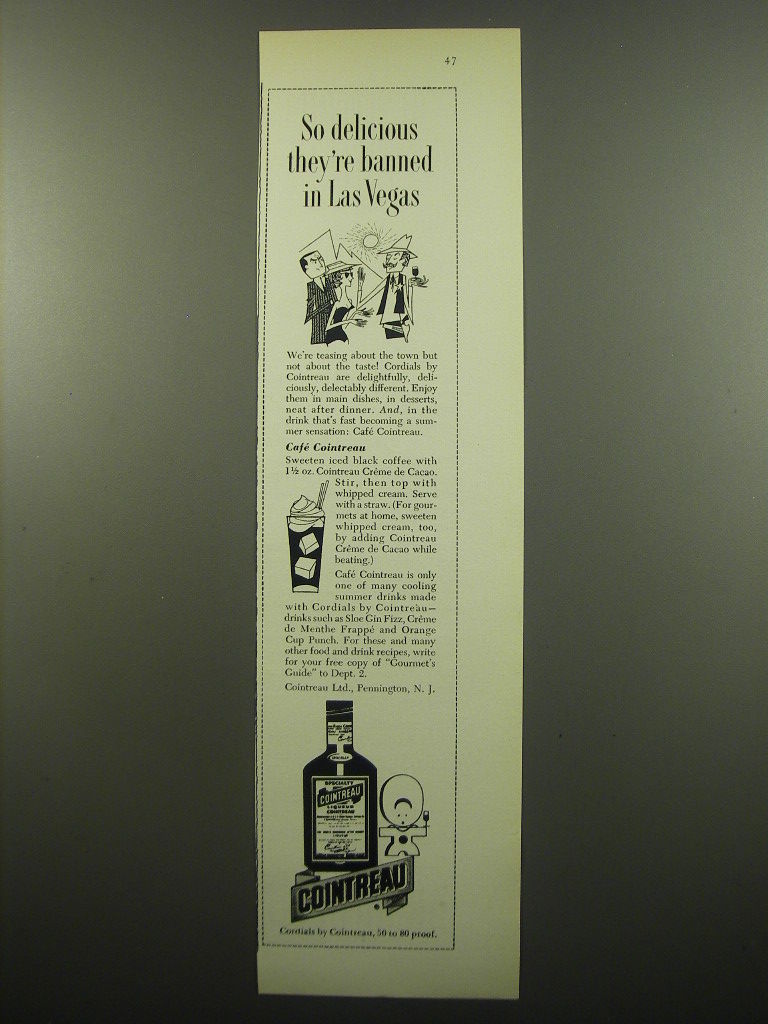 47
So delicious
they're banned
in Las Vegas
We're teasing about the town but
not about the taste! Cordials by
Cointreau are delightfully, deli-
ciously, delectably different. Enjoy
them in main dishes, in desserts,
neat after dinner. And, in the
drink that's fast becoming a sum-
mer sensation: Café Cointreau.
Café Cointreau
Sweeten iced black coffee with
1½ oz. Cointreau Créme de Cacao.
Stir, then top with
whipped cream. Serve
with a straw. (For gour-
mets at home, sweeten
whipped cream, too,
by adding Cointreau
Créme de Cacao while
beating.)
Café Cointreau is only
one of many cooling
summer drinks made
with Cordials by Cointreau—
drinks such as Sloe Gin Fizz, Créme
de Menthe Frappé and Orange
Cup Punch. For these and many
other food and drink recipes, write
for your free copy of "Gourmet's
Guide" to Dept. 2.
Cointreau Ltd., Pennington, N. J.
SPECIALTY
COINTREAU
LIQUEUR
COINTREAU
COINTREAU
®
Cordials by Cointreau, 50 to 80 proof.